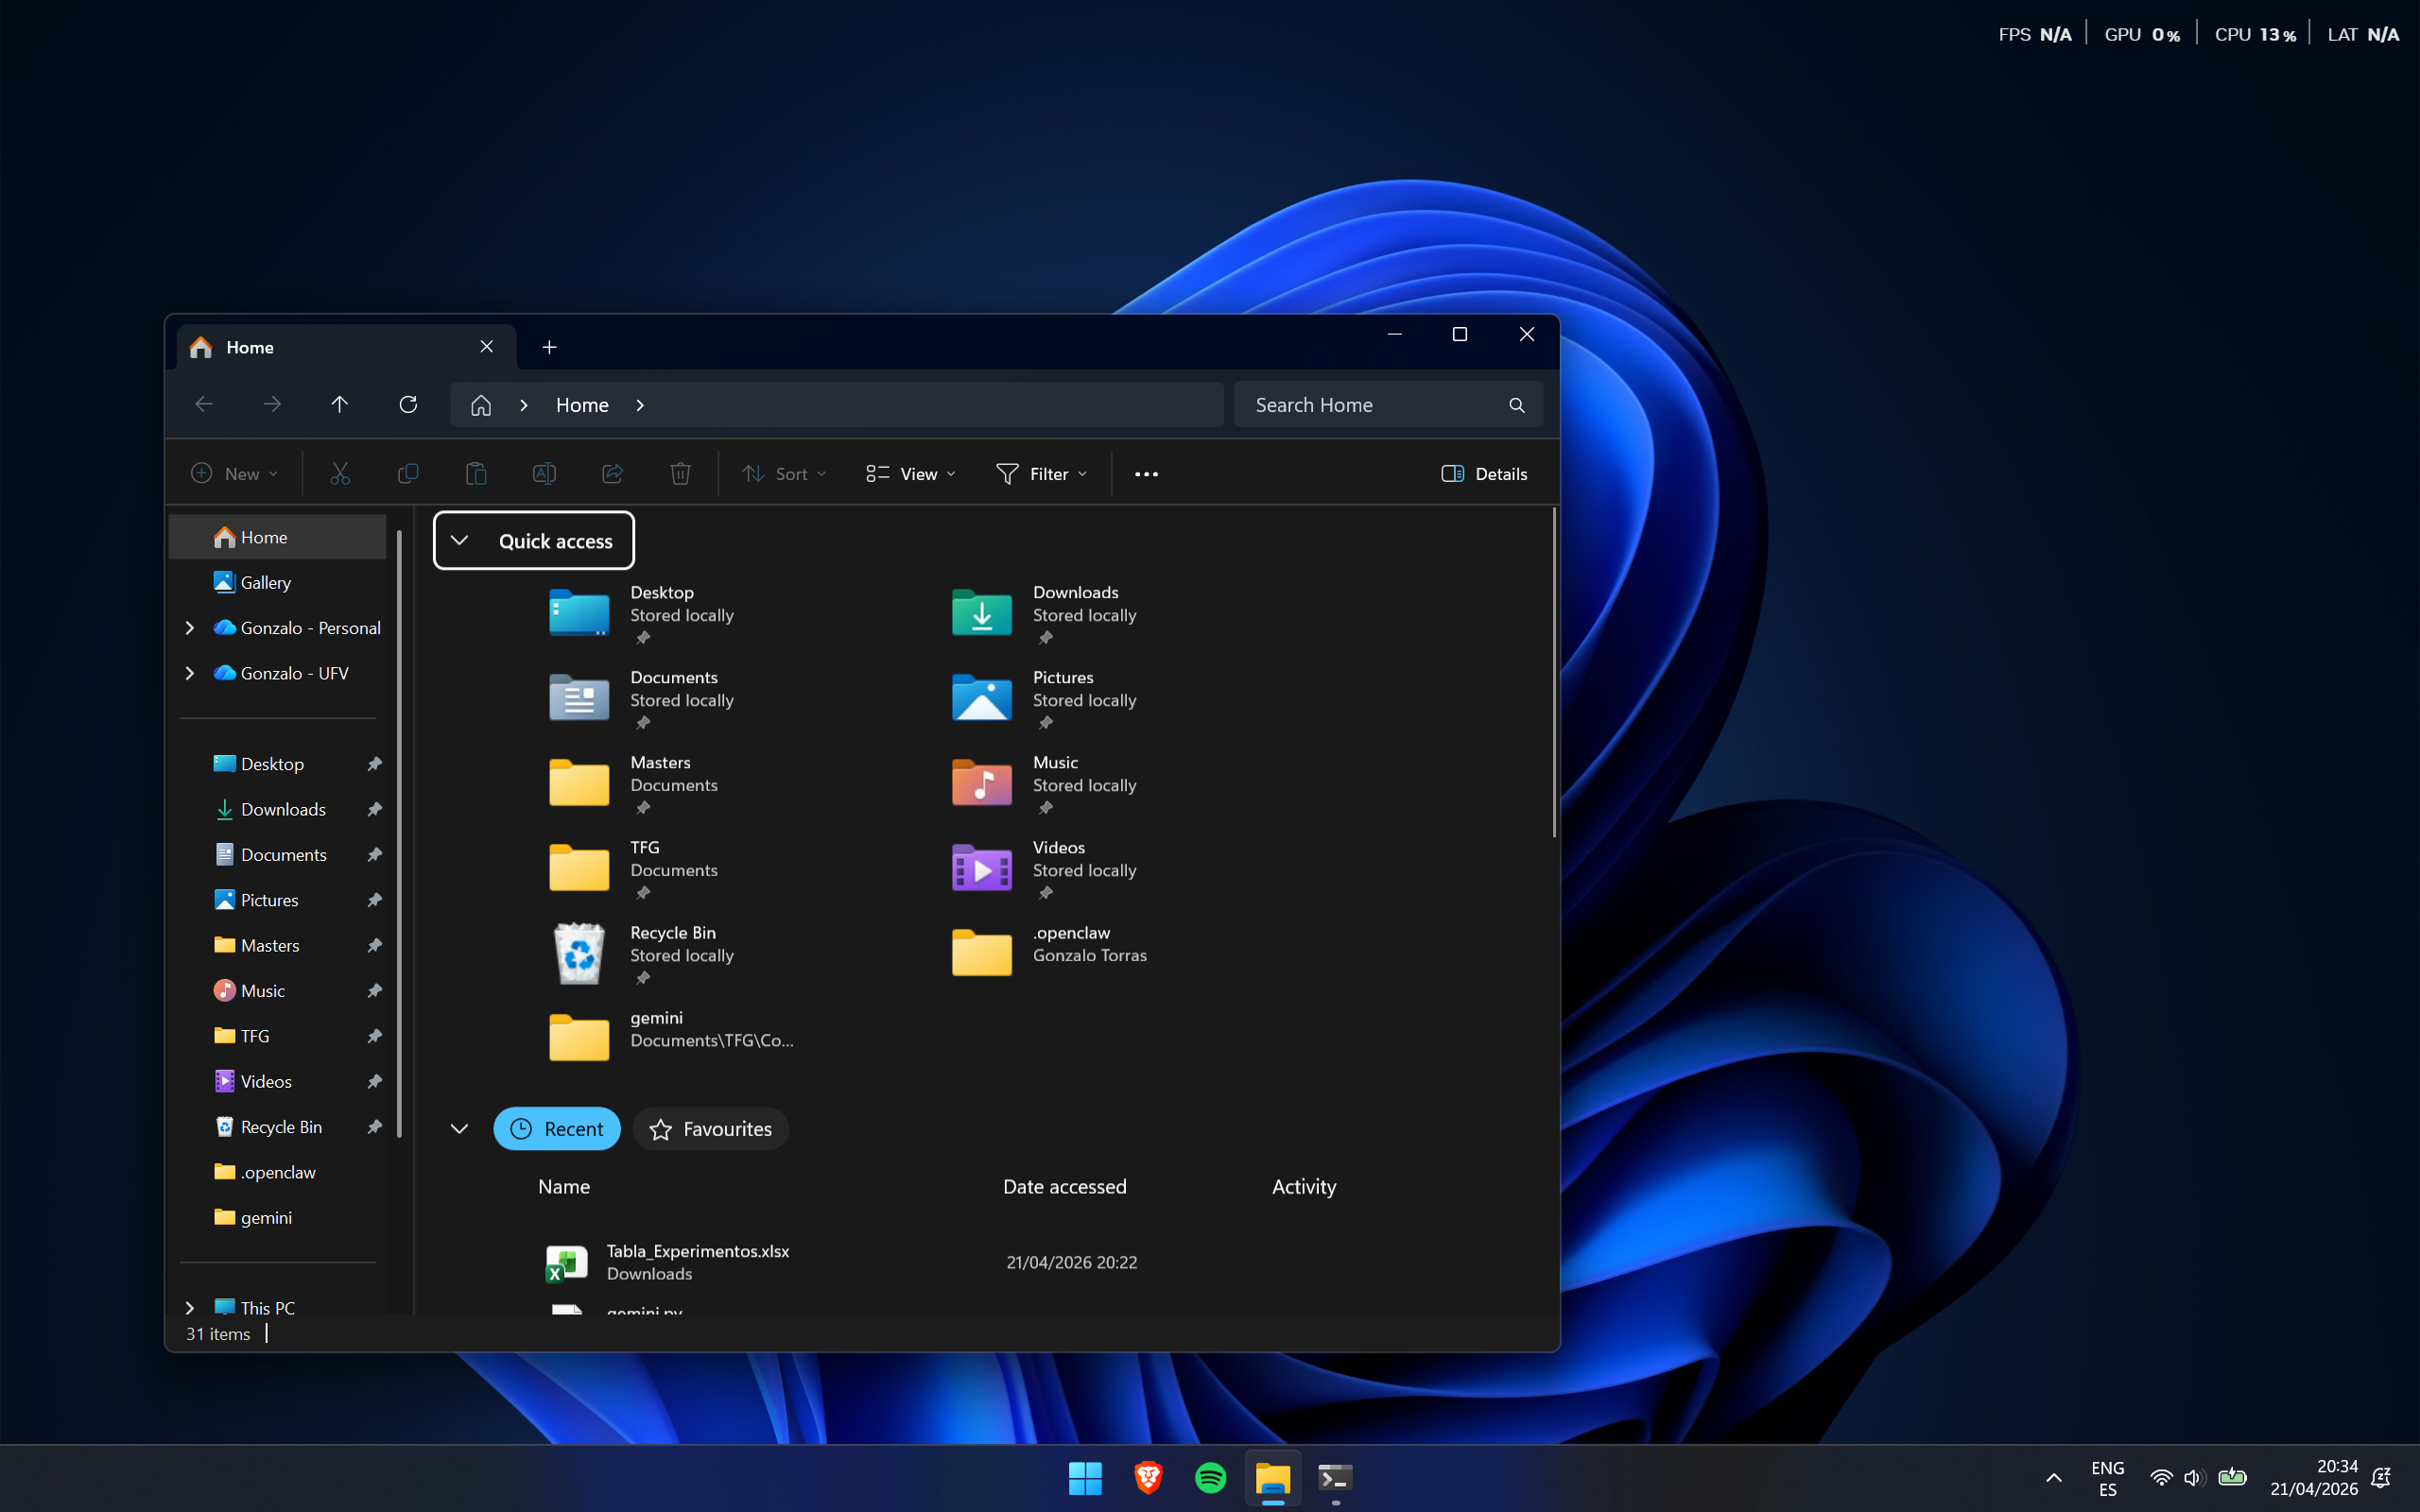 FPS N/A GPU 0% CPU 13% LAT N/A
Home
Home
Search Home
New
Sort
View
Filter
Details
Home
Gallery
Gonzalo - Personal
Gonzalo - UFV
Desktop
Downloads
Documents
Pictures
Masters
Music
TFG
Videos
Recycle Bin
.openclaw
gemini
This PC
Quick access
Desktop
Stored locally
Downloads
Stored locally
Documents
Stored locally
Pictures
Stored locally
Masters
Documents
Music
Stored locally
TFG
Documents
Videos
Stored locally
Recycle Bin
Stored locally
.openclaw
Gonzalo Torras
gemini
Documents\TFG\Co...
Recent
Favourites
Name Date accessed Activity
Tabla_Experimentos.xlsx
Downloads
21/04/2026 20:22
gemini.py
31 items
ENG
ES
20:34
21/04/2026